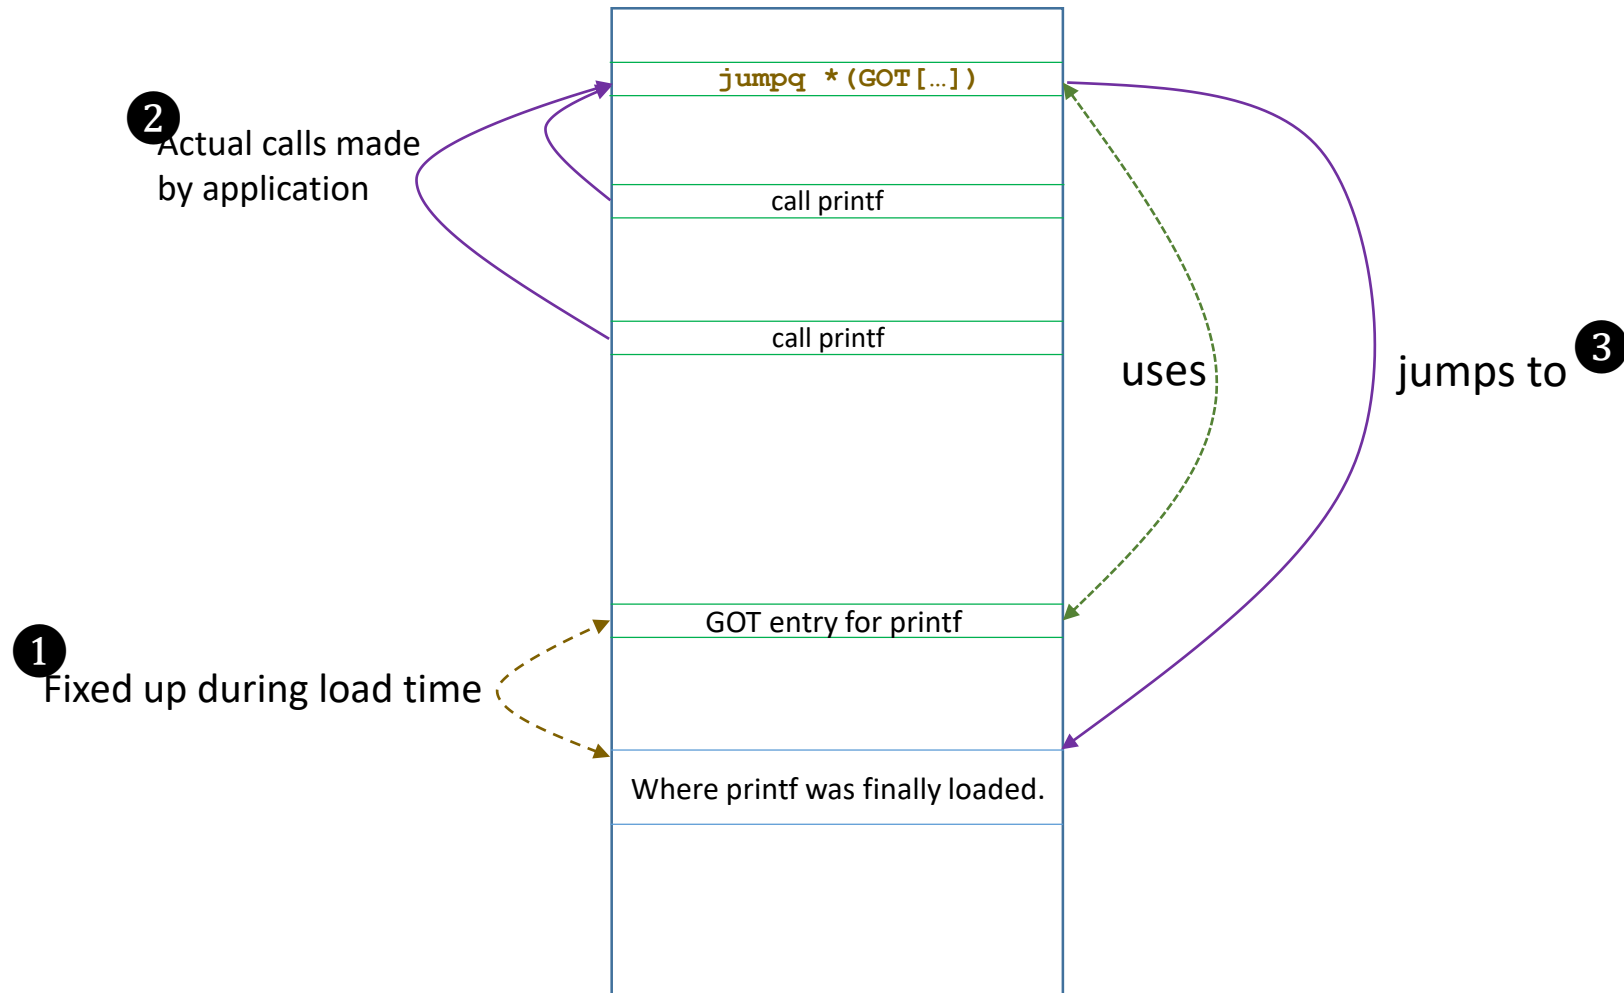 jumpq *(GOT[…])
2
Actual calls made
by application
call printf
call printf
uses
jumps to
3
GOT entry for printf
1
Fixed up during load time
Where printf was finally loaded.